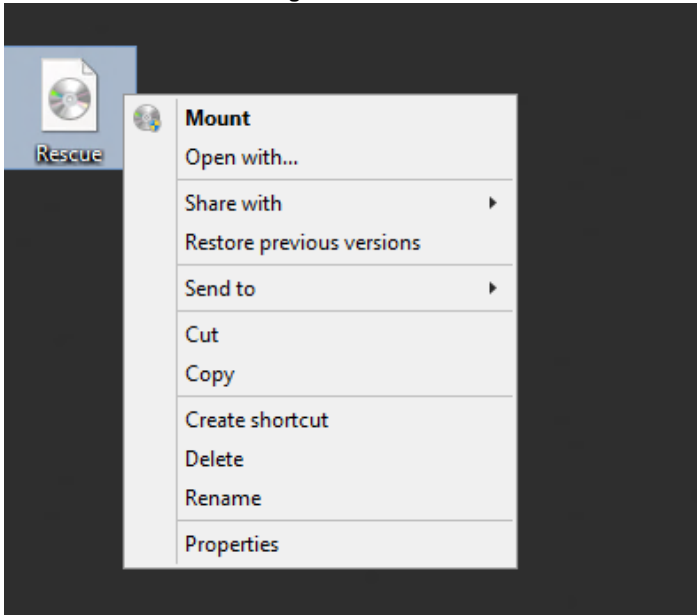 Rescue
Mount
Open with...
Share with
Restore previous versions
Send to
Cut
Copy
Create shortcut
Delete
Rename
Properties